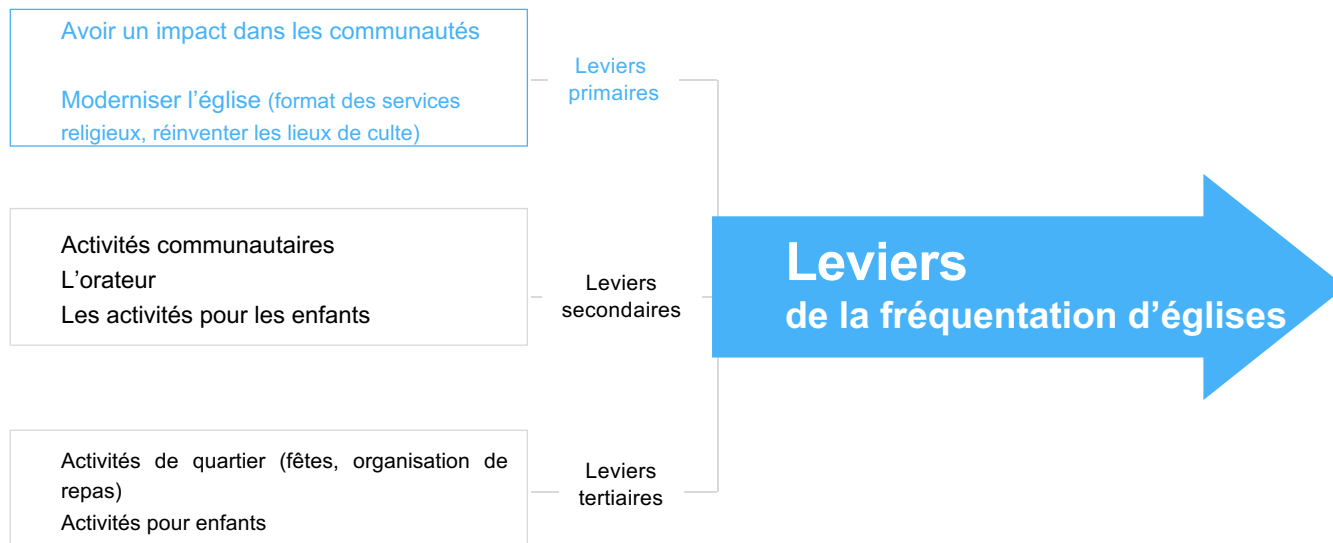 Avoir un impact dans les communautés
Moderniser l’église (format des services
religieux, réinventer les lieux de culte)
Leviers
primaires
Activités communautaires
L’orateur
Les activités pour les enfants
Leviers
secondaires
Activités de quartier (fêtes, organisation de
repas)
Activités pour enfants
Leviers
tertiaires
Leviers
de la fréquentation d’églises